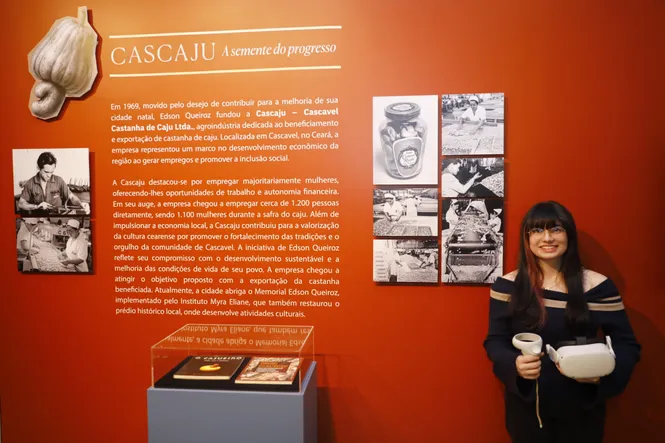 CASCAJU A semente do progresso
Em 1969, movido pelo desejo de contribuir para a melhoria de sua
cidade natal, Edson Queiroz fundou a Cascaju – Cascavel
Castanha de Caju Ltda., agroindústria dedicada ao beneficiamento
e exportação de castanha de caju. Localizada em Cascavel, no Ceará, a
empresa representou um marco no desenvolvimento econômico da
região ao gerar empregos e promover a inclusão social.
A Cascaju destacou-se por empregar majoritariamente mulheres,
oferecendo-lhes oportunidades de trabalho e autonomia financeira.
Em seu auge, a empresa chegou a empregar cerca de 1.200 pessoas
diretamente, sendo 1.100 mulheres durante a safra do caju. Além de
impulsionar a economia local, a Cascaju contribuiu para a valorização
da cultura cearense por promover o fortalecimento das tradições e o
orgulho da comunidade de Cascavel. A iniciativa de Edson Queiroz
reflete seu compromisso com o desenvolvimento sustentável e a
melhoria das condições de vida de seu povo. A empresa chegou a
atingir o objetivo proposto com a exportação da castanha
beneficiada. Atualmente, a cidade abriga o Memorial Edson Queiroz,
implementado pelo Instituto Myra Eliane, que também restaurou o
prédio histórico local, onde desenvolve atividades culturais.
O CAJUEIRO